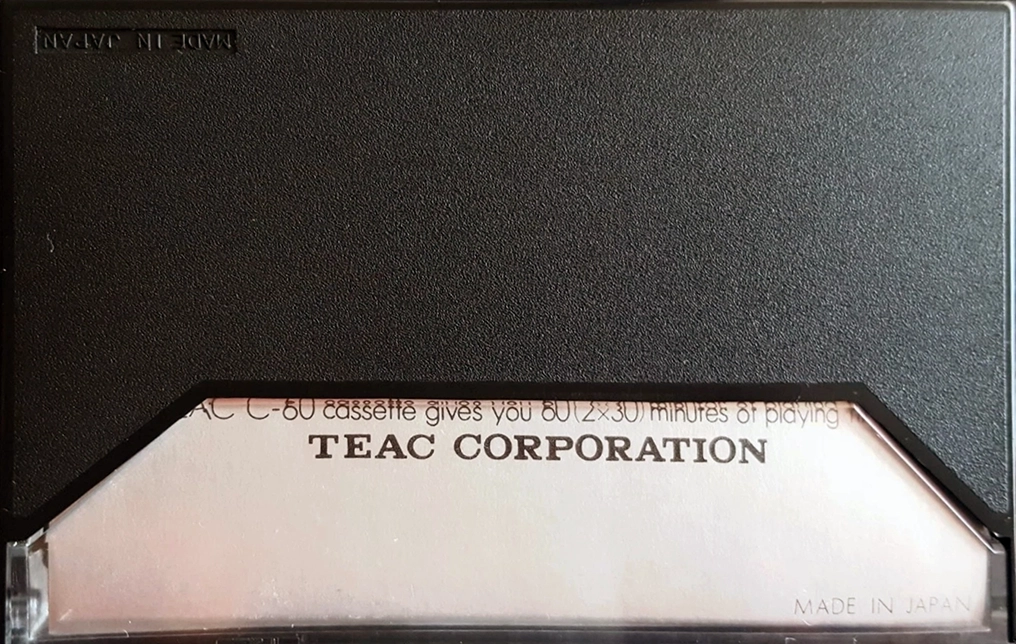 MADE IN JAPAN
C-60 cassette gives you 60 (2×30) minutes of playing
TEAC CORPORATION
MADE IN JAPAN